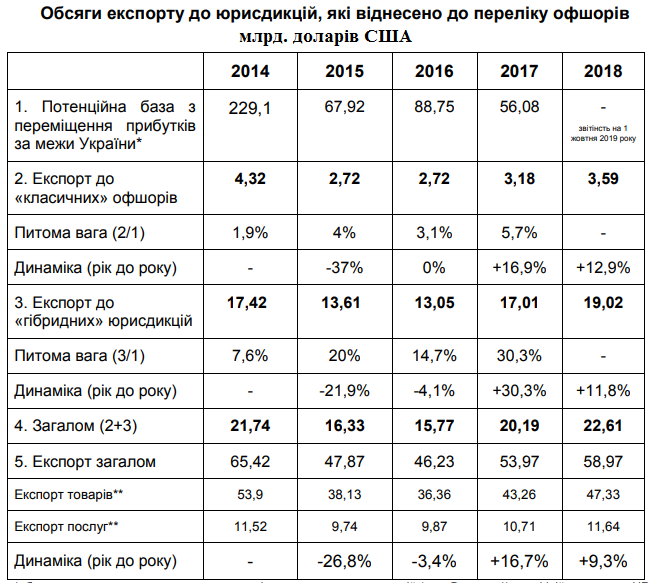 Обсяги експорту до юрисдикцій, які віднесено до переліку офшорів
млрд. доларів США
2014 2015 2016 2017 2018
1. Потенційна база з переміщення прибутків за межи України* 229,1 67,92 88,75 56,08 - звітність на 1 жовтня 2019 року
2. Експорт до «класичних» офшорів 4,32 2,72 2,72 3,18 3,59
Питома вага (2/1) 1,9% 4% 3,1% 5,7% -
Динаміка (рік до року) - -37% 0% +16,9% +12,9%
3. Експорт до «гібридних» юрисдикцій 17,42 13,61 13,05 17,01 19,02
Питома вага (3/1) 7,6% 20% 14,7% 30,3% -
Динаміка (рік до року) - -21,9% -4,1% +30,3% +11,8%
4. Загалом (2+3) 21,74 16,33 15,77 20,19 22,61
5. Експорт загалом 65,42 47,87 46,23 53,97 58,97
Експорт товарів** 53,9 38,13 36,36 43,26 47,33
Експорт послуг** 11,52 9,74 9,87 10,71 11,64
Динаміка (рік до року) - -26,8% -3,4% +16,7% +9,3%